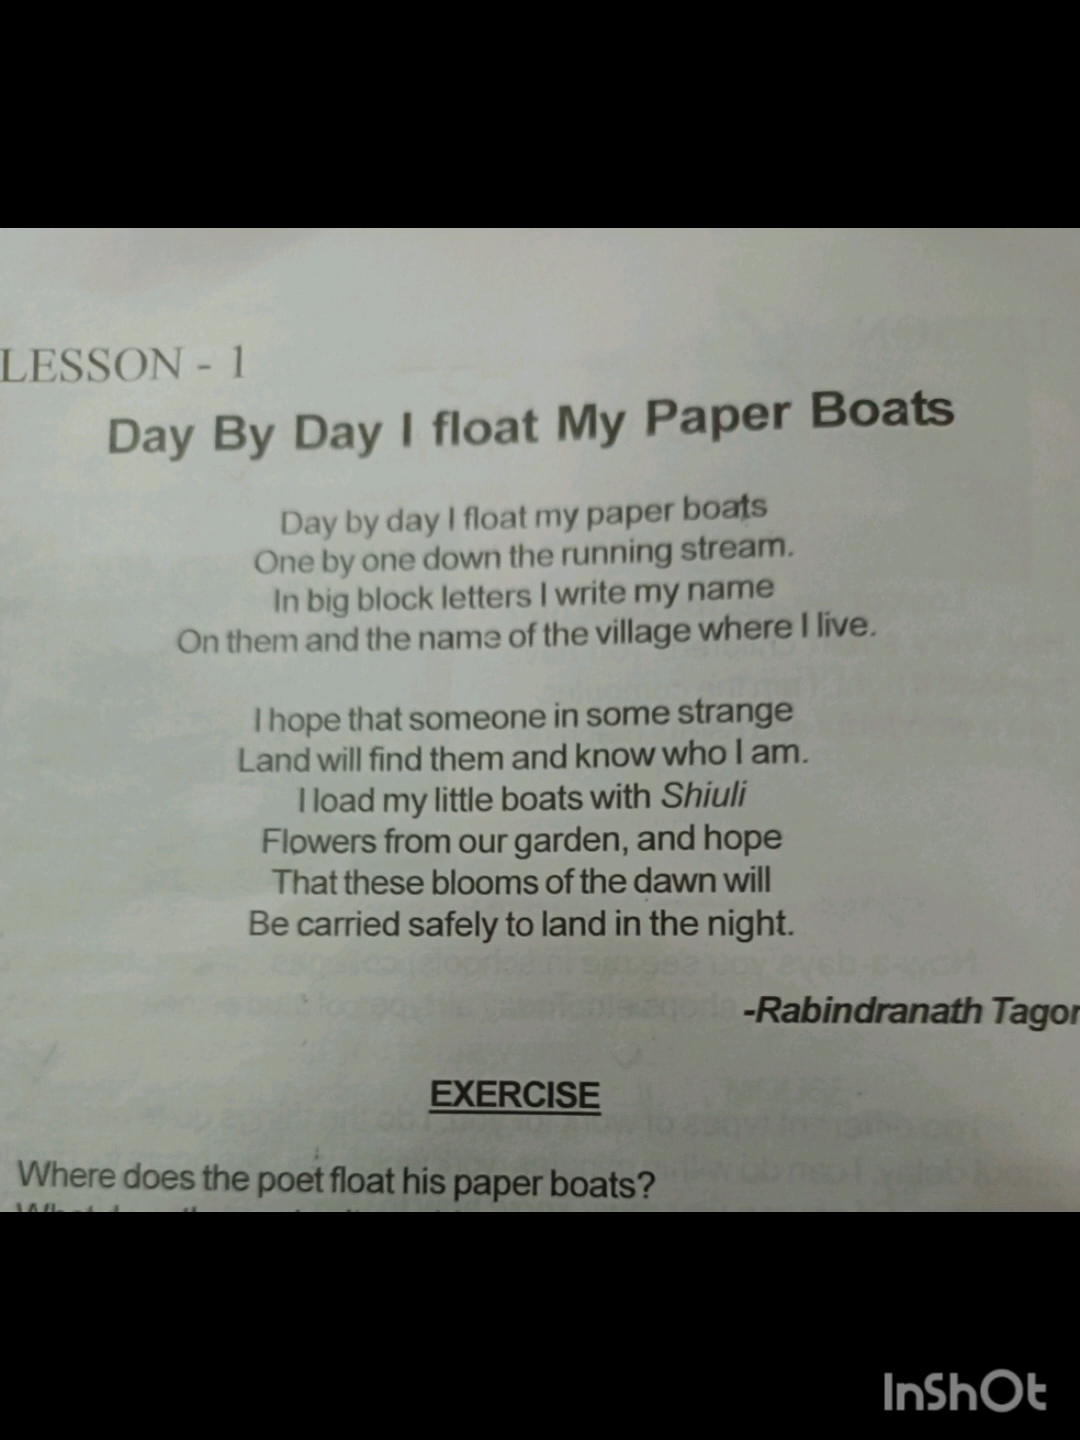 LESSON - 1
Day By Day I float My Paper Boats
Day by day I float my paper boats
One by one down the running stream.
In big block letters I write my name
On them and the name of the village where I live.
I hope that someone in some strange
Land will find them and know who I am.
I load my little boats with Shiuli
Flowers from our garden, and hope
That these blooms of the dawn will
Be carried safely to land in the night.
-Rabindranath Tagor
EXERCISE
Where does the poet float his paper boats?
InShOt